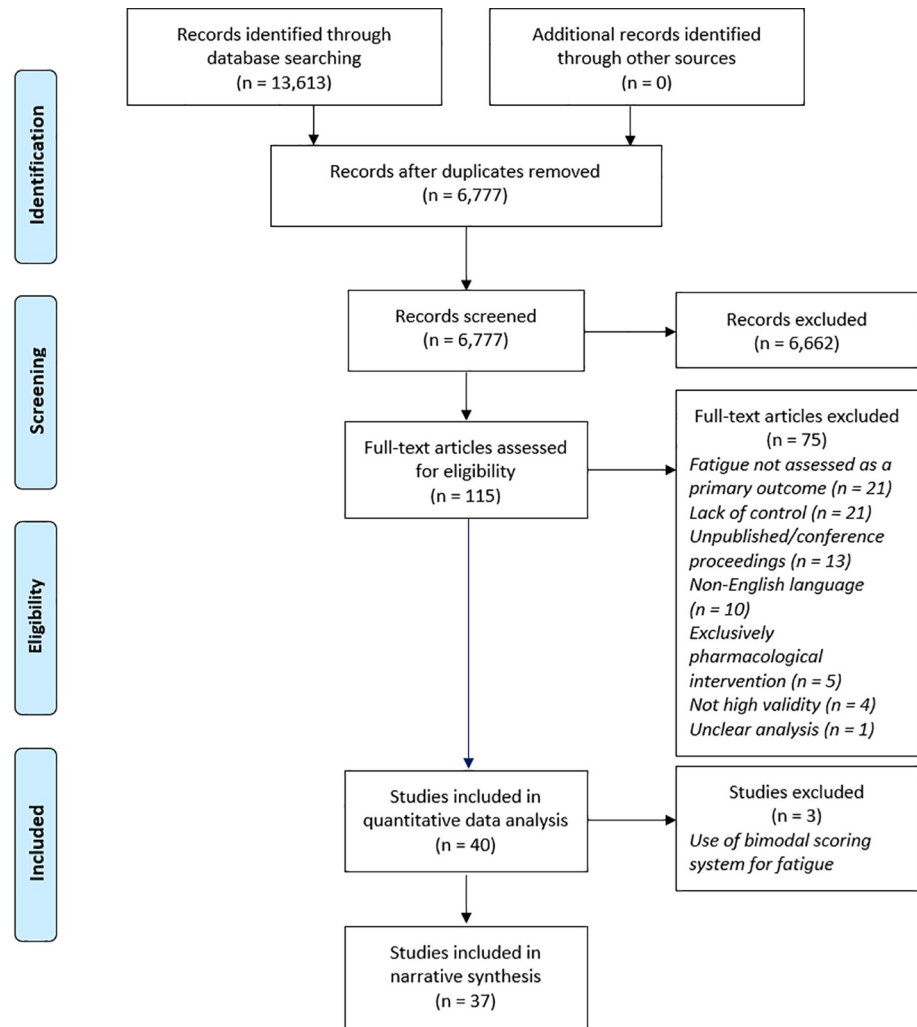 Records identified through
database searching
(n = 13,613)
Additional records identified
through other sources
(n = 0)
Identification
Records after duplicates removed
(n = 6,777)
Screening
Records screened
(n = 6,777)
Records excluded
(n = 6,662)
Full-text articles assessed
for eligibility
(n = 115)
Full-text articles excluded
(n = 75)
Fatigue not assessed as a
primary outcome (n = 21)
Lack of control (n = 21)
Unpublished/conference
proceedings (n = 13)
Non-English language
(n = 10)
Exclusively
pharmacological
intervention (n = 5)
Not high validity (n = 4)
Unclear analysis (n = 1)
Eligibility
Included
Studies included in
quantitative data analysis
(n = 40)
Studies excluded
(n = 3)
Use of bimodal scoring
system for fatigue
Studies included in
narrative synthesis
(n = 37)